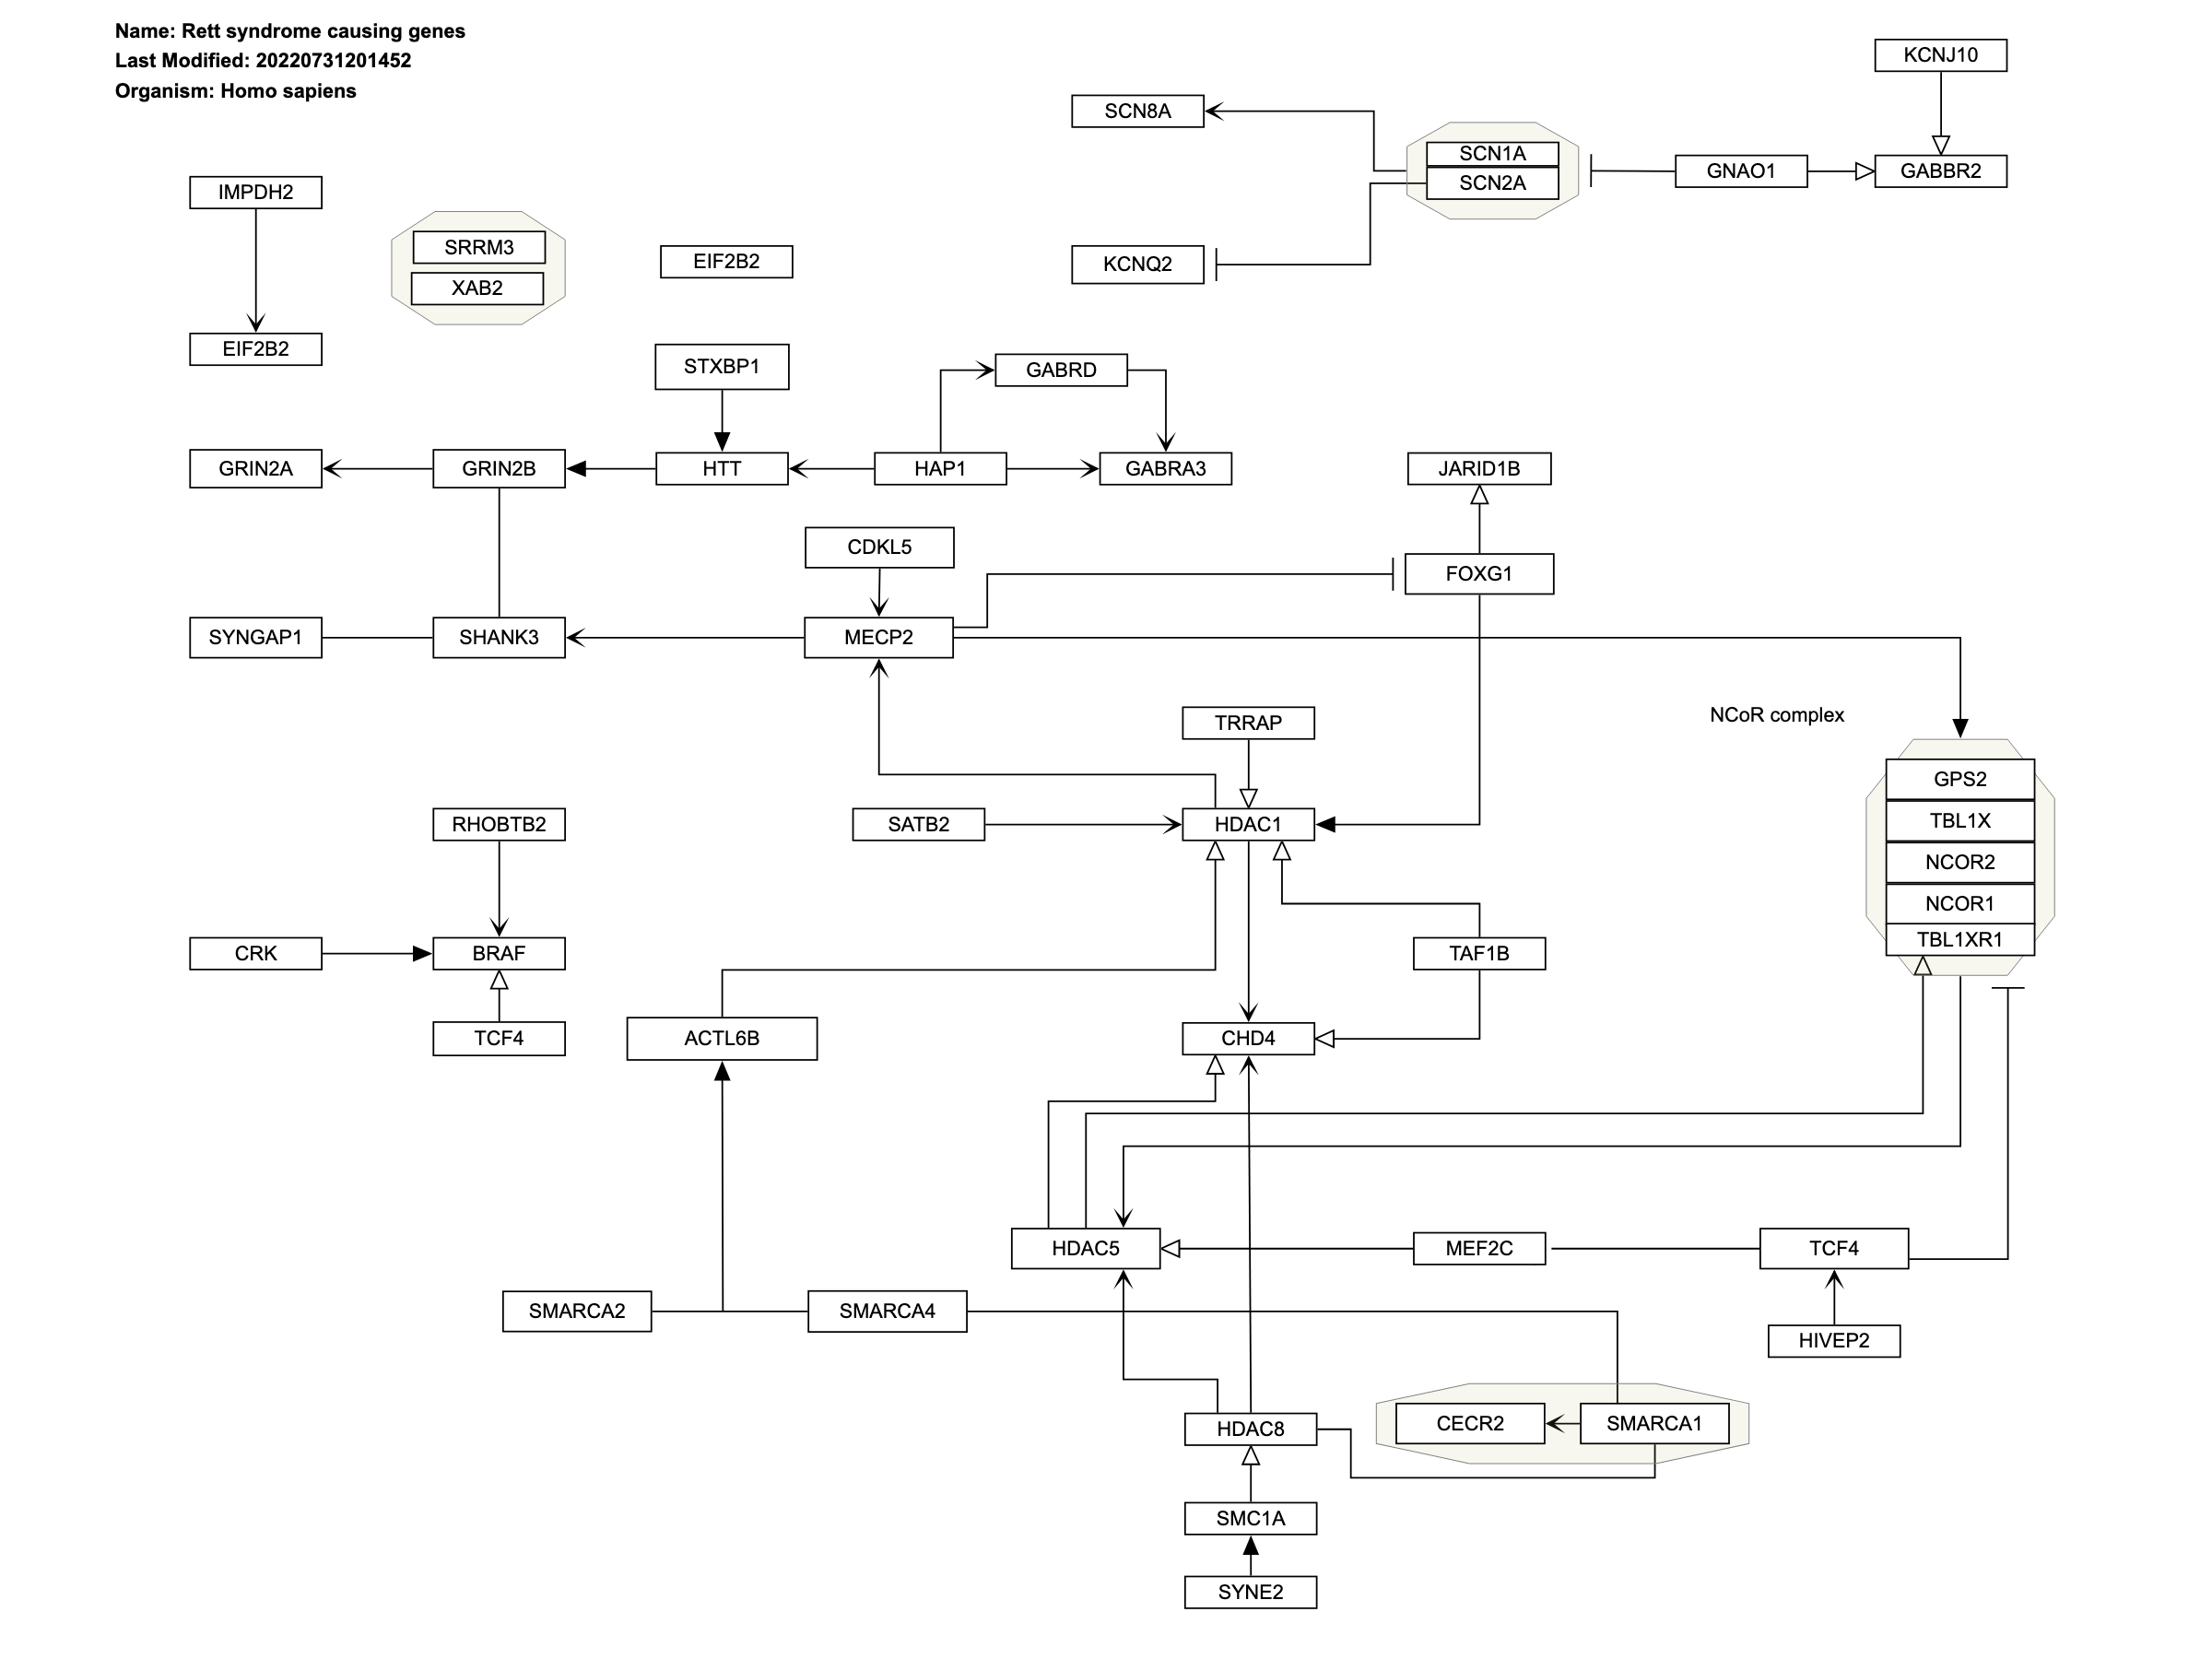 Name: Rett syndrome causing genes
Last Modified: 20220731201452
Organism: Homo sapiens
KCNJ10
SCN8A
SCN1A
SCN2A
GNAO1
GABBR2
IMPDH2
SRRM3
XAB2
EIF2B2
KCNQ2
EIF2B2
STXBP1
GABRD
GRIN2A
GRIN2B
HTT
HAP1
GABRA3
JARID1B
CDKL5
FOXG1
SYNGAP1
SHANK3
MECP2
TRRAP
NCoR complex
GPS2
TBL1X
NCOR2
NCOR1
TBL1XR1
RHOBTB2
SATB2
HDAC1
CRK
BRAF
TAF1B
TCF4
ACTL6B
CHD4
HDAC5
MEF2C
TCF4
SMARCA2
SMARCA4
HIVEP2
HDAC8
CECR2
SMARCA1
SMC1A
SYNE2